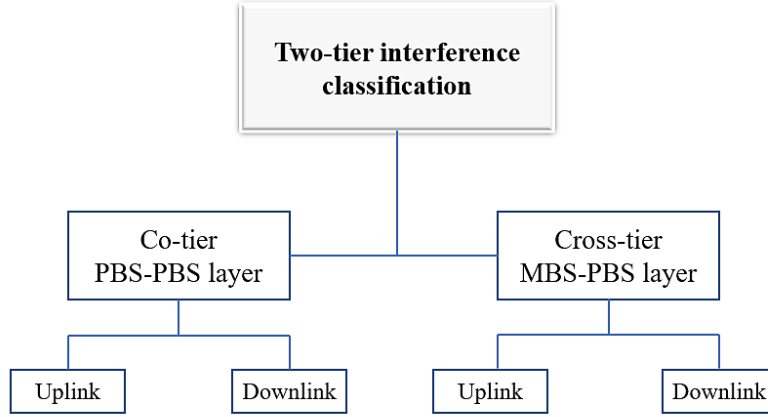 Two-tier interference
classification
Co-tier
PBS-PBS layer
Cross-tier
MBS-PBS layer
Uplink
Downlink
Uplink
Downlink